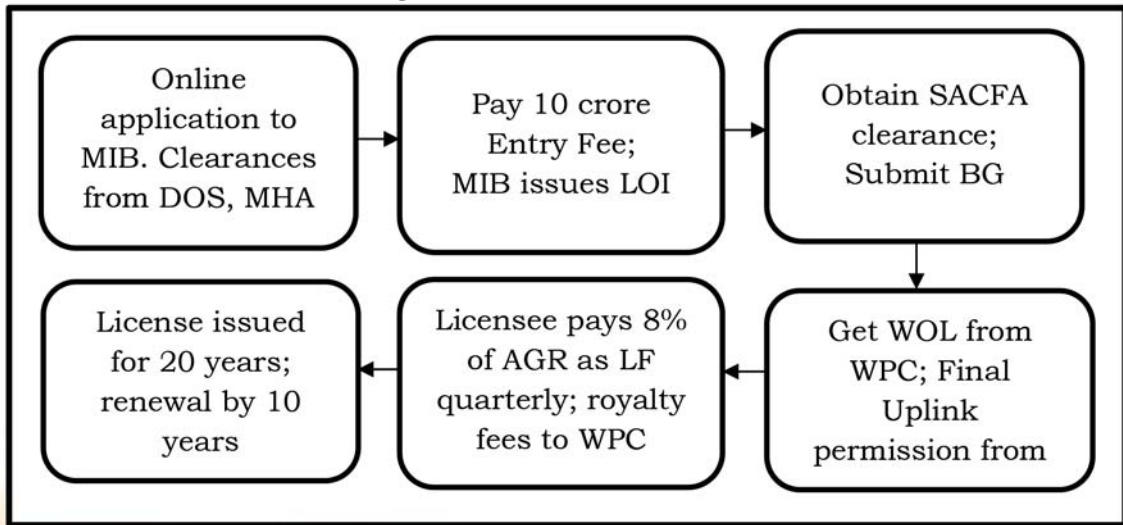 Online
application to
MIB. Clearances
from DOS, MHA
Pay 10 crore
Entry Fee;
MIB issues LOI
Obtain SACFA
clearance;
Submit BG
Get WOL from
WPC; Final
Uplink
permission from
Licensee pays 8%
of AGR as LF
quarterly; royalty
fees to WPC
License issued
for 20 years;
renewal by 10
years